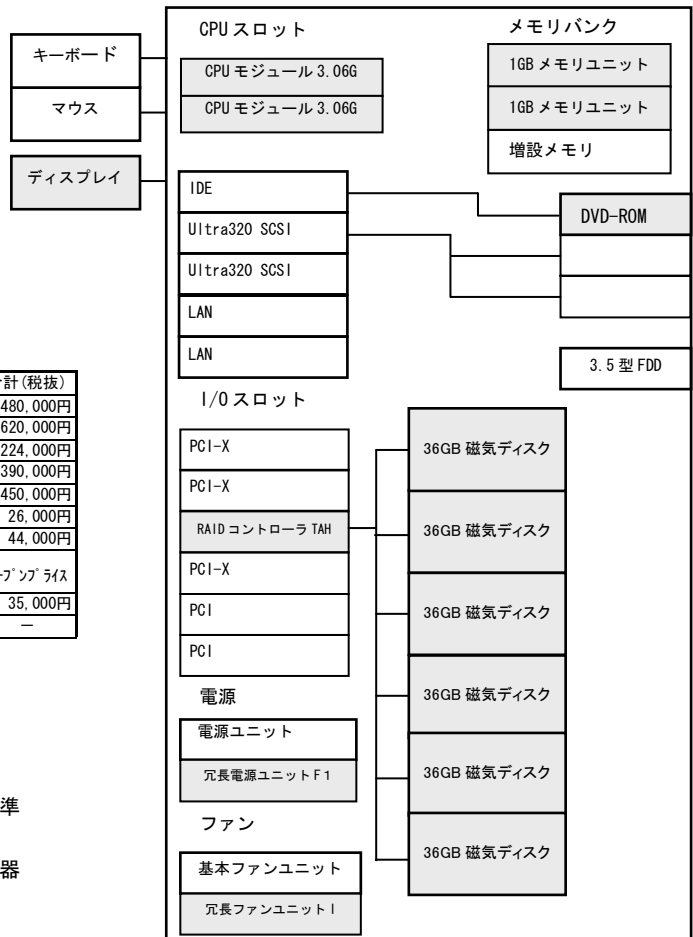 キーボード
マウス
ディスプレイ
CPUスロット
CPUモジュール3.06G
CPUモジュール3.06G
メモリバンク
1GBメモリユニット
1GBメモリユニット
増設メモリ
IDE
Ultra320 SCSI
Ultra320 SCSI
LAN
LAN
DVD-ROM
3.5型FDD
I/Oスロット
PCI-X
PCI-X
RAIDコントローラTAH
PCI-X
PCI
PCI
36GB磁気ディスク
36GB磁気ディスク
36GB磁気ディスク
36GB磁気ディスク
36GB磁気ディスク
36GB磁気ディスク
電源
電源ユニット
冗長電源ユニットF1
ファン
基本ファンユニット
冗長ファンユニットI
計(税抜)
480,000円
620,000円
224,000円
390,000円
450,000円
26,000円
44,000円
プンプライス
35,000円
－
準
器